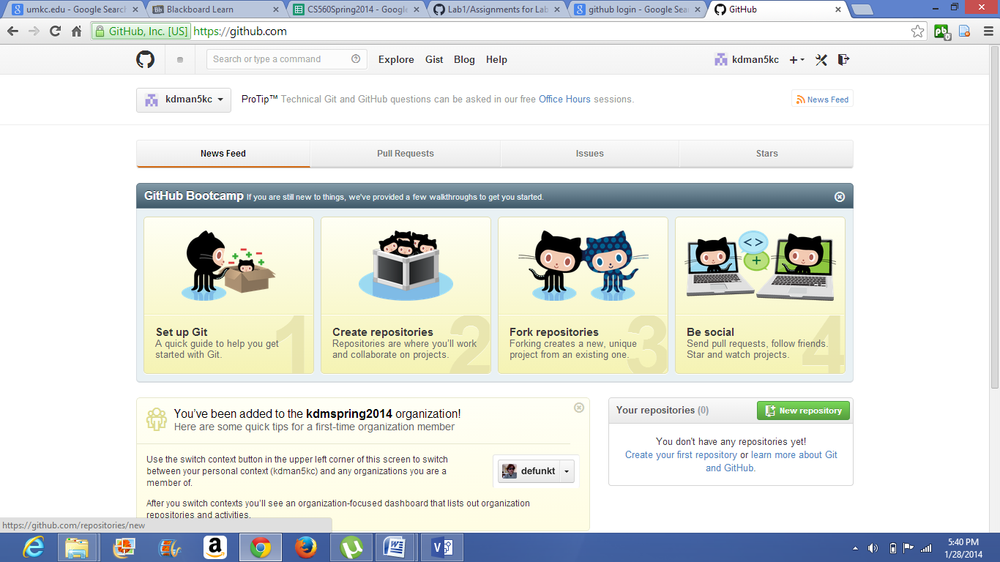 umkc.edu - Google Search
Blackboard Learn
CS560Spring2014 - Google
Lab1/Assignments for Lab
github login - Google Sea
GitHub
GitHub, Inc. [US] https://github.com
Search or type a command
Explore Gist Blog Help
kdman5kc
kdman5kc
ProTip™ Technical Git and GitHub questions can be asked in our free Office Hours sessions.
News Feed
News Feed
Pull Requests
Issues
Stars
GitHub Bootcamp If you are still new to things, we've provided a few walkthroughs to get you started.
1
Set up Git
A quick guide to help you get
started with Git.
2
Create repositories
Repositories are where you'll work
and collaborate on projects.
3
Fork repositories
Forking creates a new, unique
project from an existing one.
4
Be social
Send pull requests, follow friends.
Star and watch projects.
You've been added to the kdmspring2014 organization!
Here are some quick tips for a first-time organization member
Use the switch context button in the upper left corner of this screen to switch
between your personal context (kdman5kc) and any organizations you are a
member of.
defunkt
After you switch contexts you'll see an organization-focused dashboard that lists out organization
repositories and activities.
Your repositories (0)
New repository
You don't have any repositories yet!
Create your first repository or learn more about Git
and GitHub.
https://github.com/repositories/new
5:40 PM
1/28/2014